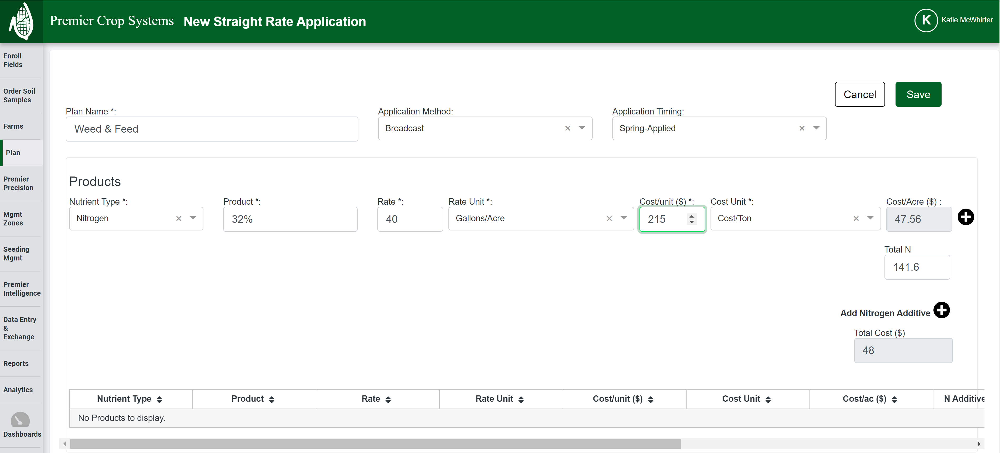 Premier Crop Systems New Straight Rate Application
K Katie McWhirter
Enroll
Fields
Order Soil
Samples
Farms
Plan
Premier
Precision
Mgmt
Zones
Seeding
Mgmt
Premier
Intelligence
Data Entry
&
Exchange
Reports
Analytics
Dashboards
Cancel Save
Plan Name *: Application Method: Application Timing:
Weed & Feed Broadcast × Spring-Applied ×
Products
Nutrient Type *: Product *: Rate *: Rate Unit *: Cost/unit ($) *: Cost Unit *: Cost/Acre ($) :
Nitrogen × 32% 40 Gallons/Acre × 215 Cost/Ton × 47.56
Total N
141.6
Add Nitrogen Additive
Total Cost ($)
48
Nutrient Type Product Rate Rate Unit Cost/unit ($) Cost Unit Cost/ac ($) N Additive
No Products to display.